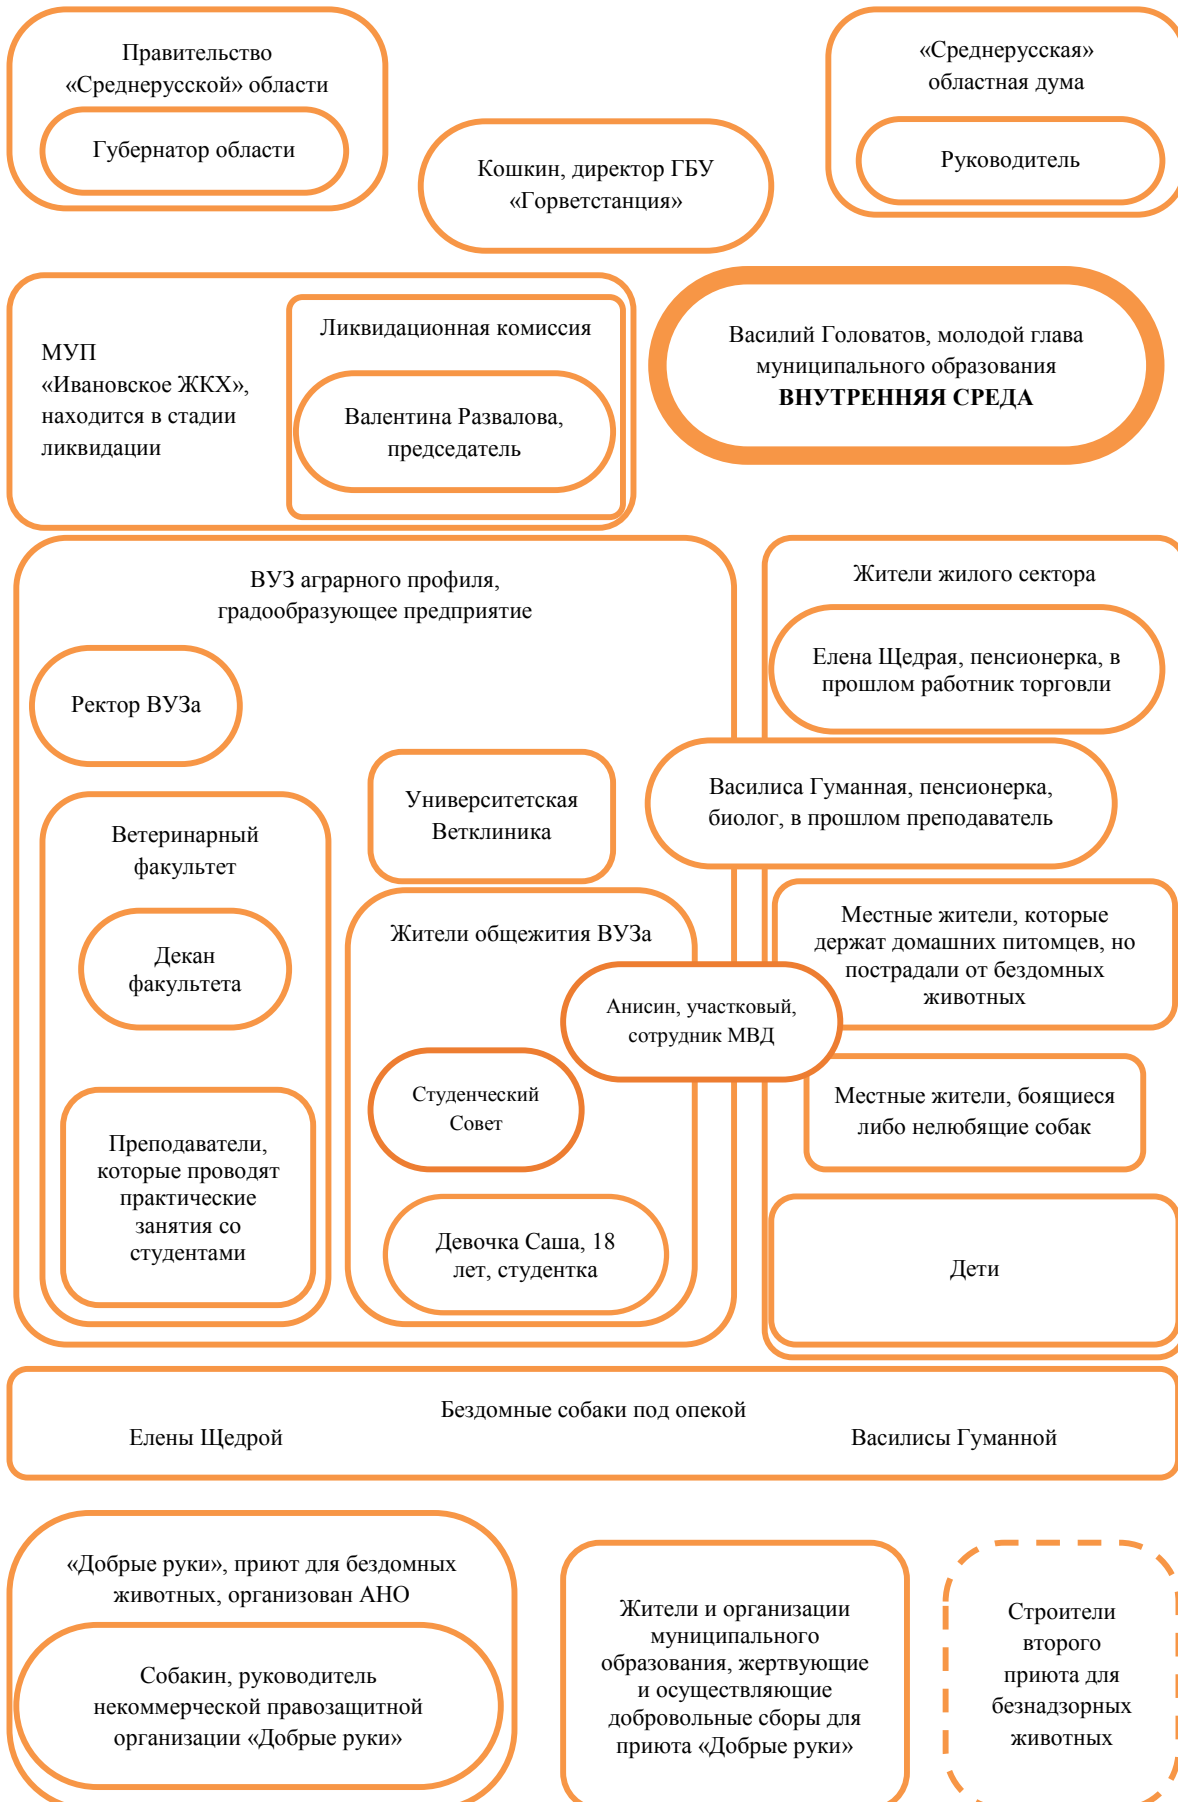 Правительство
«Среднерусской» области
Губернатор области
Кошкин, директор ГБУ
«Горветстанция»
«Среднерусская»
областная дума
Руководитель
МУП
«Ивановское ЖКХ»,
находится в стадии
ликвидации
Ликвидационная комиссия
Валентина Развалова,
председатель
Василий Головатов, молодой глава
муниципального образования
ВНУТРЕННЯЯ СРЕДА
ВУЗ аграрного профиля,
градообразующее предприятие
Ректор ВУЗа
Ветеринарный
факультет
Декан
факультета
Преподаватели,
которые проводят
практические
занятия со
студентами
Университетская
Ветклиника
Жители общежития ВУЗа
Анисин, участковый,
сотрудник МВД
Студенческий
Совет
Девочка Саша, 18
лет, студентка
Жители жилого сектора
Елена Щедрая, пенсионерка, в
прошлом работник торговли
Василиса Гуманная, пенсионерка,
биолог, в прошлом преподаватель
Местные жители, которые
держат домашних питомцев, но
пострадали от бездомных
животных
Местные жители, боящиеся
либо нелюбящие собак
Дети
Бездомные собаки под опекой
Елены Щедрой
Василисы Гуманной
«Добрые руки», приют для бездомных
животных, организован АНО
Собакин, руководитель
некоммерческой правозащитной
организации «Добрые руки»
Жители и организации
муниципального
образования, жертвующие
и осуществляющие
добровольные сборы для
приюта «Добрые руки»
Строители
второго
приюта для
безнадзорных
животных